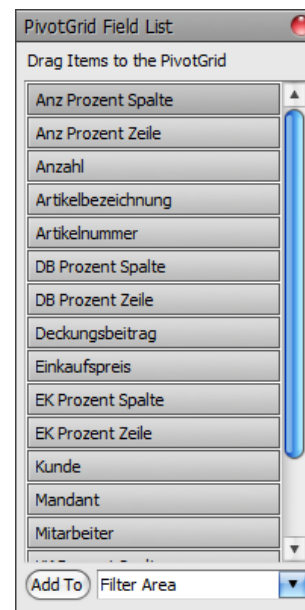 PivotGrid Field List
Drag Items to the PivotGrid
Anz Prozent Spalte
Anz Prozent Zeile
Anzahl
Artikelbezeichnung
Artikelnummer
DB Prozent Spalte
DB Prozent Zeile
Deckungsbeitrag
Einkaufspreis
EK Prozent Spalte
EK Prozent Zeile
Kunde
Mandant
Mitarbeiter
Add To Filter Area